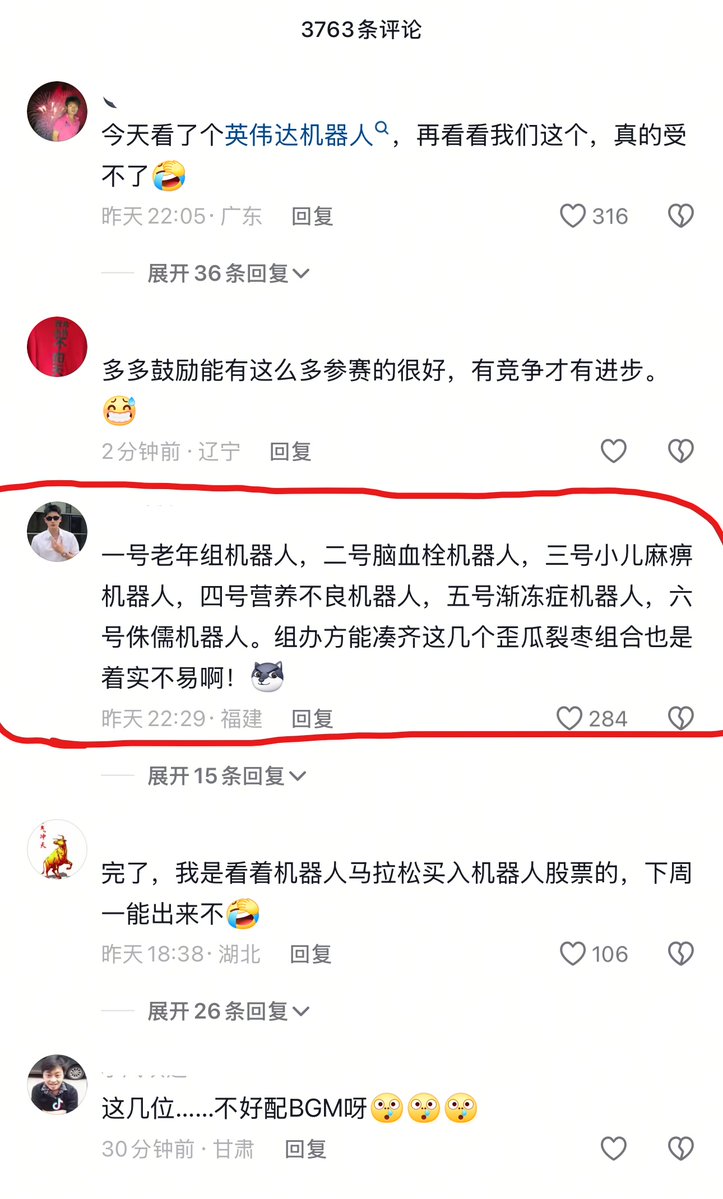 3763条评论
今天看了个英伟达机器人，再看看我们这个，真的受
不了
昨天 22:05 · 广东 回复 316
展开 36 条回复
多多鼓励能有这么多参赛的很好，有竞争才有进步。
2分钟前 · 辽宁 回复
一号老年组机器人，二号脑血栓机器人，三号小儿麻痹
机器人，四号营养不良机器人，五号渐冻症机器人，六
号侏儒机器人。组办方能凑齐这几个歪瓜裂枣组合也是
着实不易啊！
昨天 22:29 · 福建 回复 284
展开 15 条回复
完了，我是看着机器人马拉松买入机器人股票的，下周
一能出来不
昨天 18:38 · 湖北 回复 106
展开 26 条回复
这几位……不好配BGM呀
30分钟前 · 甘肃 回复